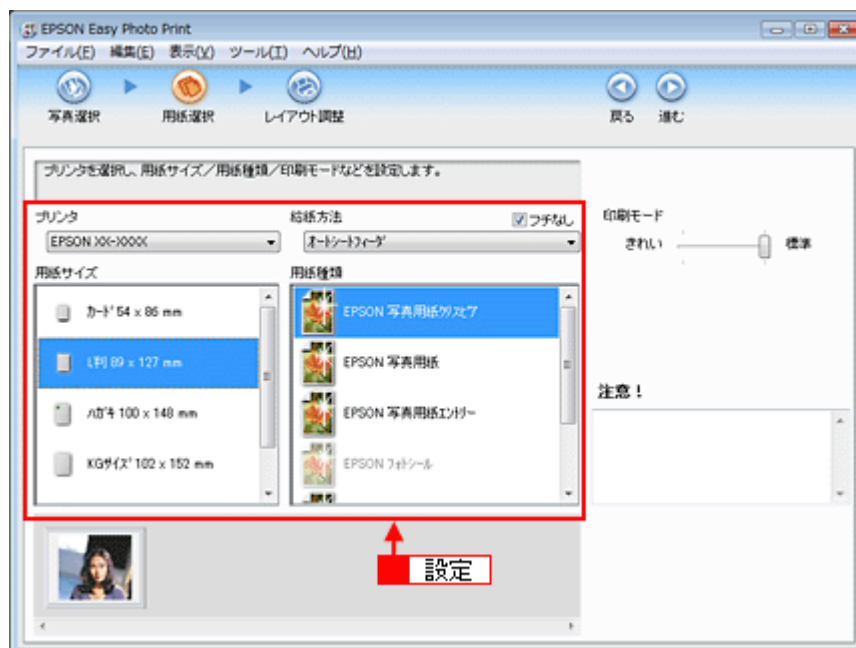 EPSON Easy Photo Print
ファイル(F) 編集(E) 表示(V) ツール(T) ヘルプ(H)
写真選択 用紙選択 レイアウト調整 戻る 進む
プリンタを選択し、用紙サイズ/用紙種類/印刷モードなどを設定します。
プリンタ 給紙方法 フチなし 印刷モード
EPSON XX-XXXX オートシートフィーダ きれい 標準
用紙サイズ 用紙種類
カード 54 x 86 mm EPSON 写真用紙クリスピア
L判 89 x 127 mm EPSON 写真用紙
注意!
ハガキ 100 x 148 mm EPSON 写真用紙エントリー
KGサイズ 102 x 152 mm EPSON フォトシール
設定